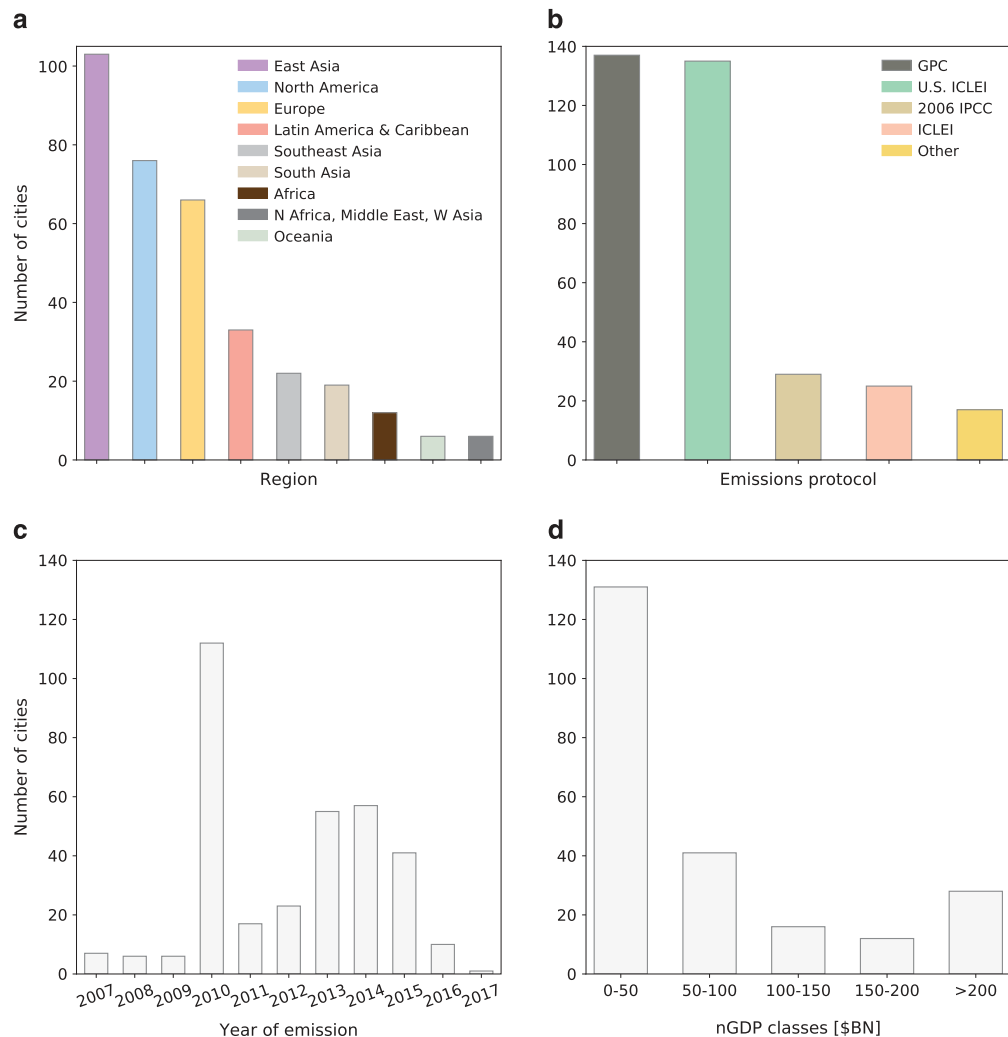 a
100
80
60
40
20
0
Number of cities
East Asia
North America
Europe
Latin America & Caribbean
Southeast Asia
South Asia
Africa
N Africa, Middle East, W Asia
Oceania
Region
b
140
120
100
80
60
40
20
0
GPC
U.S. ICLEI
2006 IPCC
ICLEI
Other
Emissions protocol
c
140
120
100
80
60
40
20
0
Number of cities
2007 2008 2009 2010 2011 2012 2013 2014 2015 2016 2017
Year of emission
d
140
120
100
80
60
40
20
0
0-50 50-100 100-150 150-200 >200
nGDP classes [$BN]